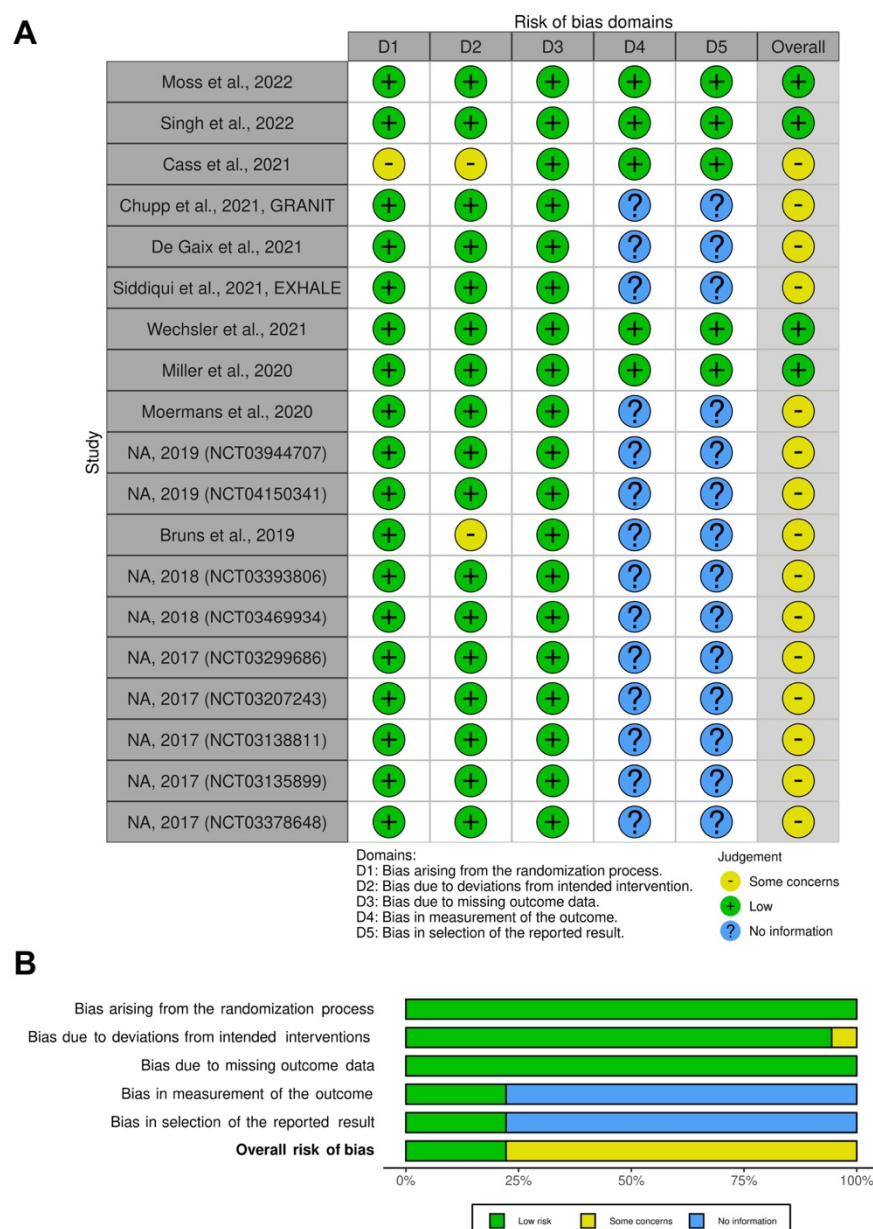 A
Risk of bias domains
D1 D2 D3 D4 D5 Overall
Study
Moss et al., 2022 + + + + + +
Singh et al., 2022 + + + + + +
Cass et al., 2021 - - + + + -
Chupp et al., 2021, GRANIT + + + ? ? -
De Gaix et al., 2021 + + + ? ? -
Siddiqui et al., 2021, EXHALE + + + ? ? -
Wechsler et al., 2021 + + + + + +
Miller et al., 2020 + + + + + +
Moermans et al., 2020 + + + ? ? -
NA, 2019 (NCT03944707) + + + ? ? -
NA, 2019 (NCT04150341) + + + ? ? -
Bruns et al., 2019 + - + ? ? -
NA, 2018 (NCT03393806) + + + ? ? -
NA, 2018 (NCT03469934) + + + ? ? -
NA, 2017 (NCT03299686) + + + ? ? -
NA, 2017 (NCT03207243) + + + ? ? -
NA, 2017 (NCT03138811) + + + ? ? -
NA, 2017 (NCT03135899) + + + ? ? -
NA, 2017 (NCT03378648) + + + ? ? -
Domains:
D1: Bias arising from the randomization process.
D2: Bias due to deviations from intended intervention.
D3: Bias due to missing outcome data.
D4: Bias in measurement of the outcome.
D5: Bias in selection of the reported result.
Judgement
- Some concerns
+ Low
? No information
B
Bias arising from the randomization process
Bias due to deviations from intended interventions
Bias due to missing outcome data
Bias in measurement of the outcome
Bias in selection of the reported result
Overall risk of bias
0% 25% 50% 75% 100%
Low risk Some concerns No information